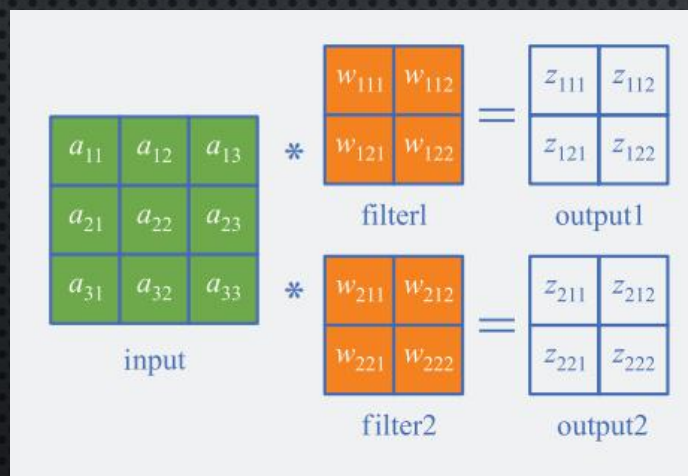 w₁₁₁ w₁₁₂
z₁₁₁ z₁₁₂
a₁₁ a₁₂ a₁₃
*
=
w₁₂₁ w₁₂₂
z₁₂₁ z₁₂₂
a₂₁ a₂₂ a₂₃
filter1
output1
a₃₁ a₃₂ a₃₃
*
w₂₁₁ w₂₁₂
=
z₂₁₁ z₂₁₂
input
w₂₂₁ w₂₂₂
z₂₂₁ z₂₂₂
filter2
output2